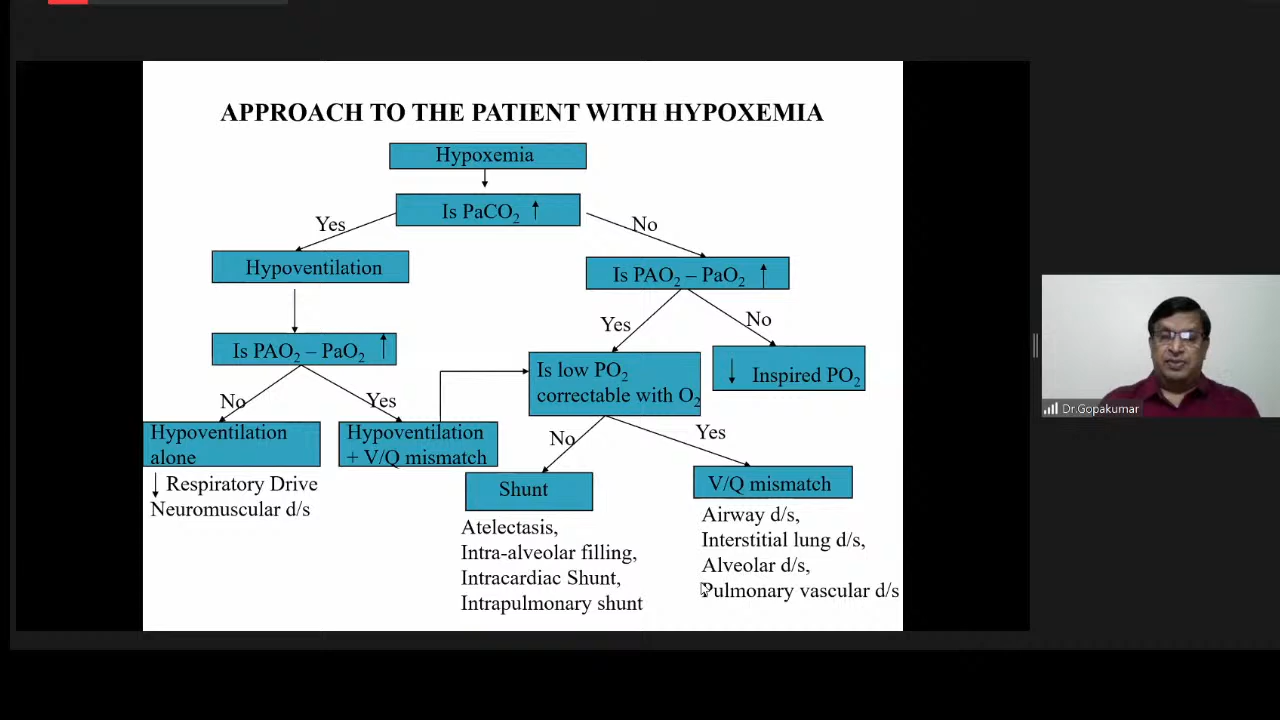 APPROACH TO THE PATIENT WITH HYPOXEMIA
Hypoxemia
Is PaCO₂ ↑
Yes
No
Hypoventilation
Is PAO₂ – PaO₂ ↑
Is PAO₂ – PaO₂ ↑
Yes
No
Is low PO₂
correctable with O₂
↓ Inspired PO₂
No
Yes
Hypoventilation
alone
Hypoventilation
+ V/Q mismatch
No
Yes
Shunt
V/Q mismatch
↓ Respiratory Drive
Neuromuscular d/s
Atelectasis,
Intra-alveolar filling,
Intracardiac Shunt,
Intrapulmonary shunt
Airway d/s,
Interstitial lung d/s,
Alveolar d/s,
Pulmonary vascular d/s
Dr.Gopakumar